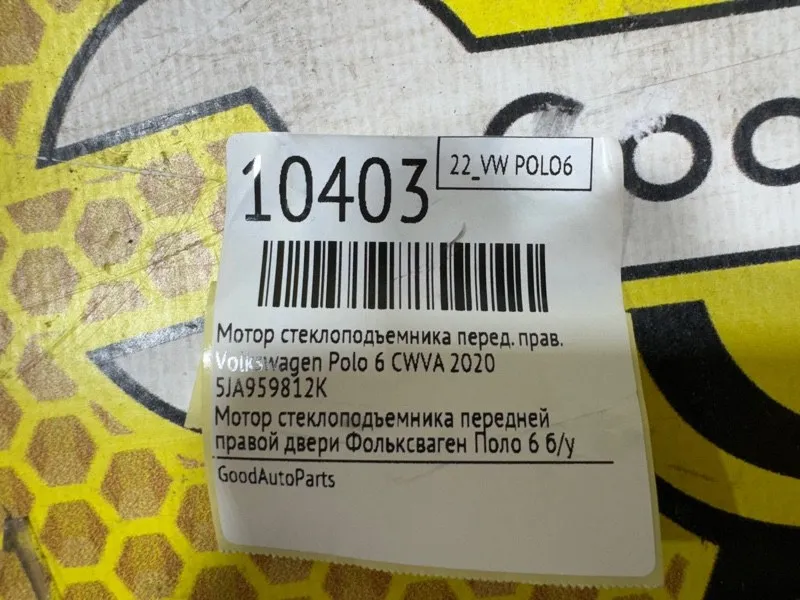 10403
22_VW POLO6
Мотор стеклоподъемника перед. прав.
Volkswagen Polo 6 CWVA 2020
5JA959812K
Мотор стеклоподъемника передней
правой двери Фольксваген Поло 6 б/у
GoodAutoParts
Goo